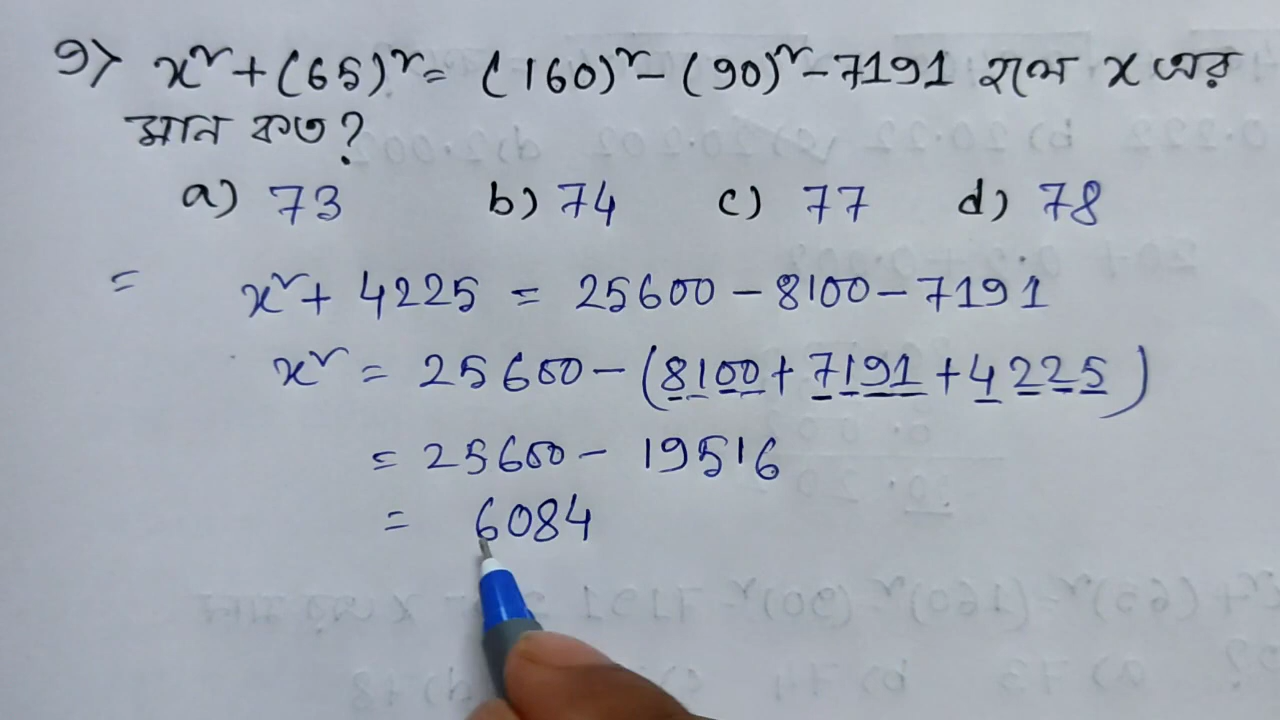 9> x² + (65)² = (160)² - (90)² - 7191 হলে x এর
মান কত?
a) 73 b) 74 c) 77 d) 78
= x² + 4225 = 25600 - 8100 - 7191
x² = 25600 - (8100 + 7191 + 4225)
= 25600 - 19516
= 6084